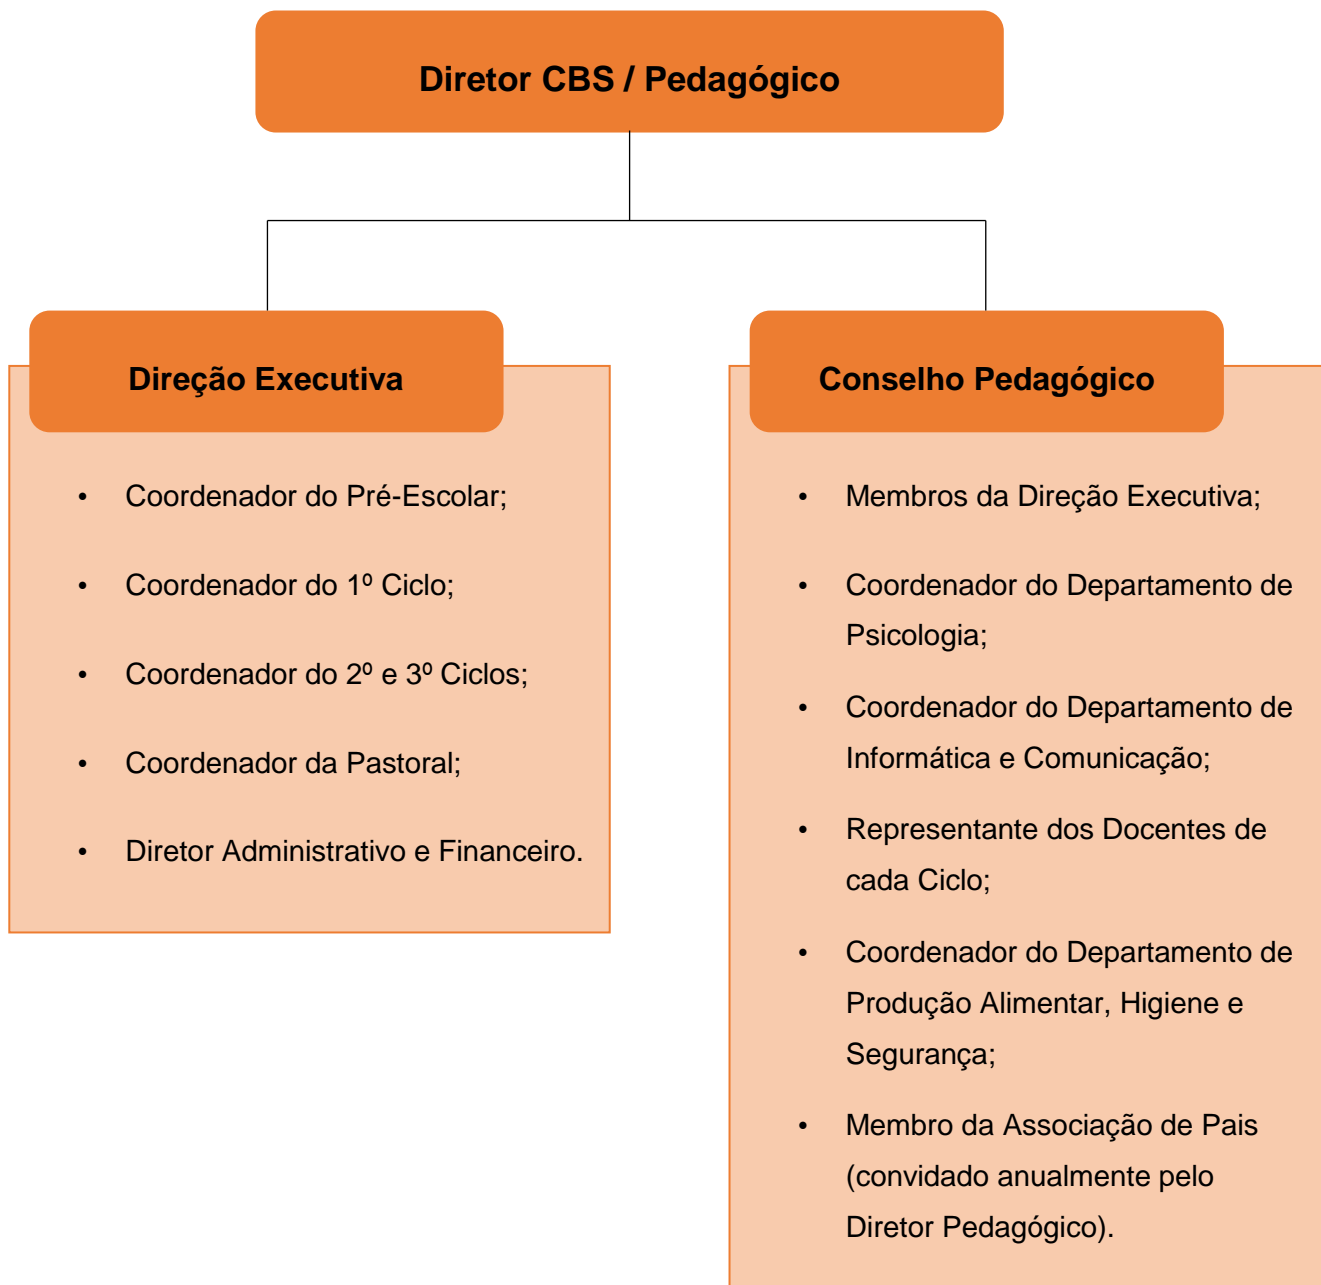 Diretor CBS / Pedagógico
Direção Executiva
• Coordenador do Pré-Escolar;
• Coordenador do 1º Ciclo;
• Coordenador do 2º e 3º Ciclos;
• Coordenador da Pastoral;
• Diretor Administrativo e Financeiro.
Conselho Pedagógico
• Membros da Direção Executiva;
• Coordenador do Departamento de
Psicologia;
• Coordenador do Departamento de
Informática e Comunicação;
• Representante dos Docentes de
cada Ciclo;
• Coordenador do Departamento de
Produção Alimentar, Higiene e
Segurança;
• Membro da Associação de Pais
(convidado anualmente pelo
Diretor Pedagógico).